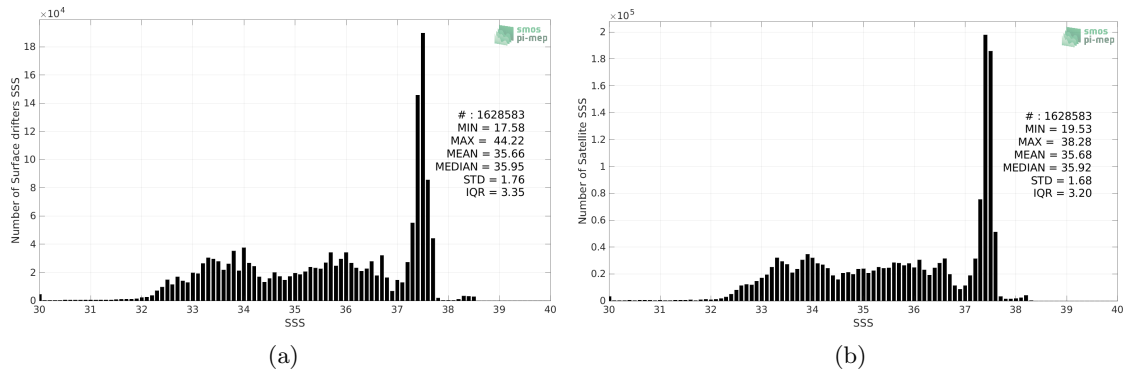 ×10⁴
18
16
14
12
10
8
6
4
2
0
Number of Surface drifters SSS
30 31 32 33 34 35 36 37 38 39 40
SSS
smos
pi-mep
# : 1628583
MIN = 17.58
MAX = 44.22
MEAN = 35.66
MEDIAN = 35.95
STD = 1.76
IQR = 3.35
(a)
×10⁵
2
1.8
1.6
1.4
1.2
1
0.8
0.6
0.4
0.2
0
Number of Satellite SSS
30 31 32 33 34 35 36 37 38 39 40
SSS
smos
pi-mep
# : 1628583
MIN = 19.53
MAX = 38.28
MEAN = 35.68
MEDIAN = 35.92
STD = 1.68
IQR = 3.20
(b)